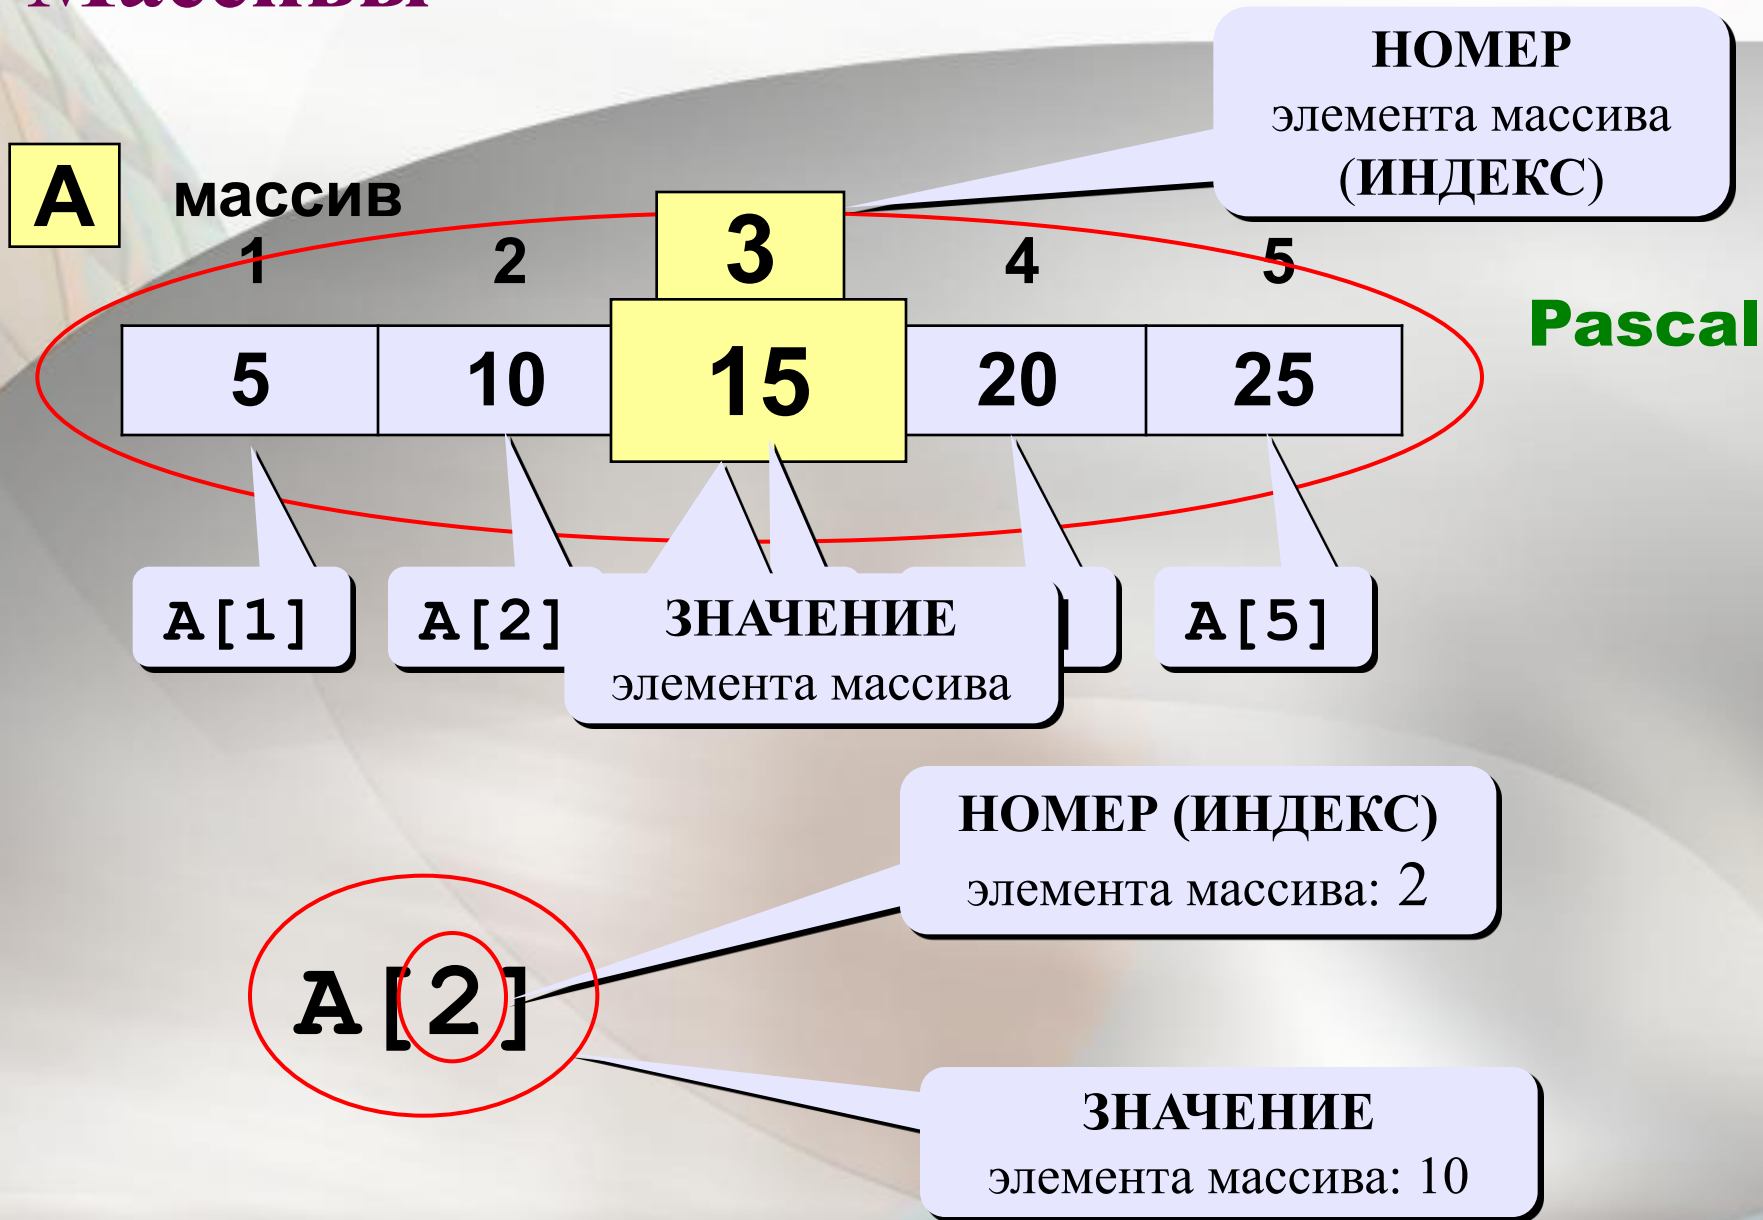 Массивы
НОМЕР
элемента массива
(ИНДЕКС)
A
массив
1 2 3 4 5
Pascal
5 10 15 20 25
A[1] A[2] ] A[5]
ЗНАЧЕНИЕ
элемента массива
НОМЕР (ИНДЕКС)
элемента массива: 2
A[2]
ЗНАЧЕНИЕ
элемента массива: 10